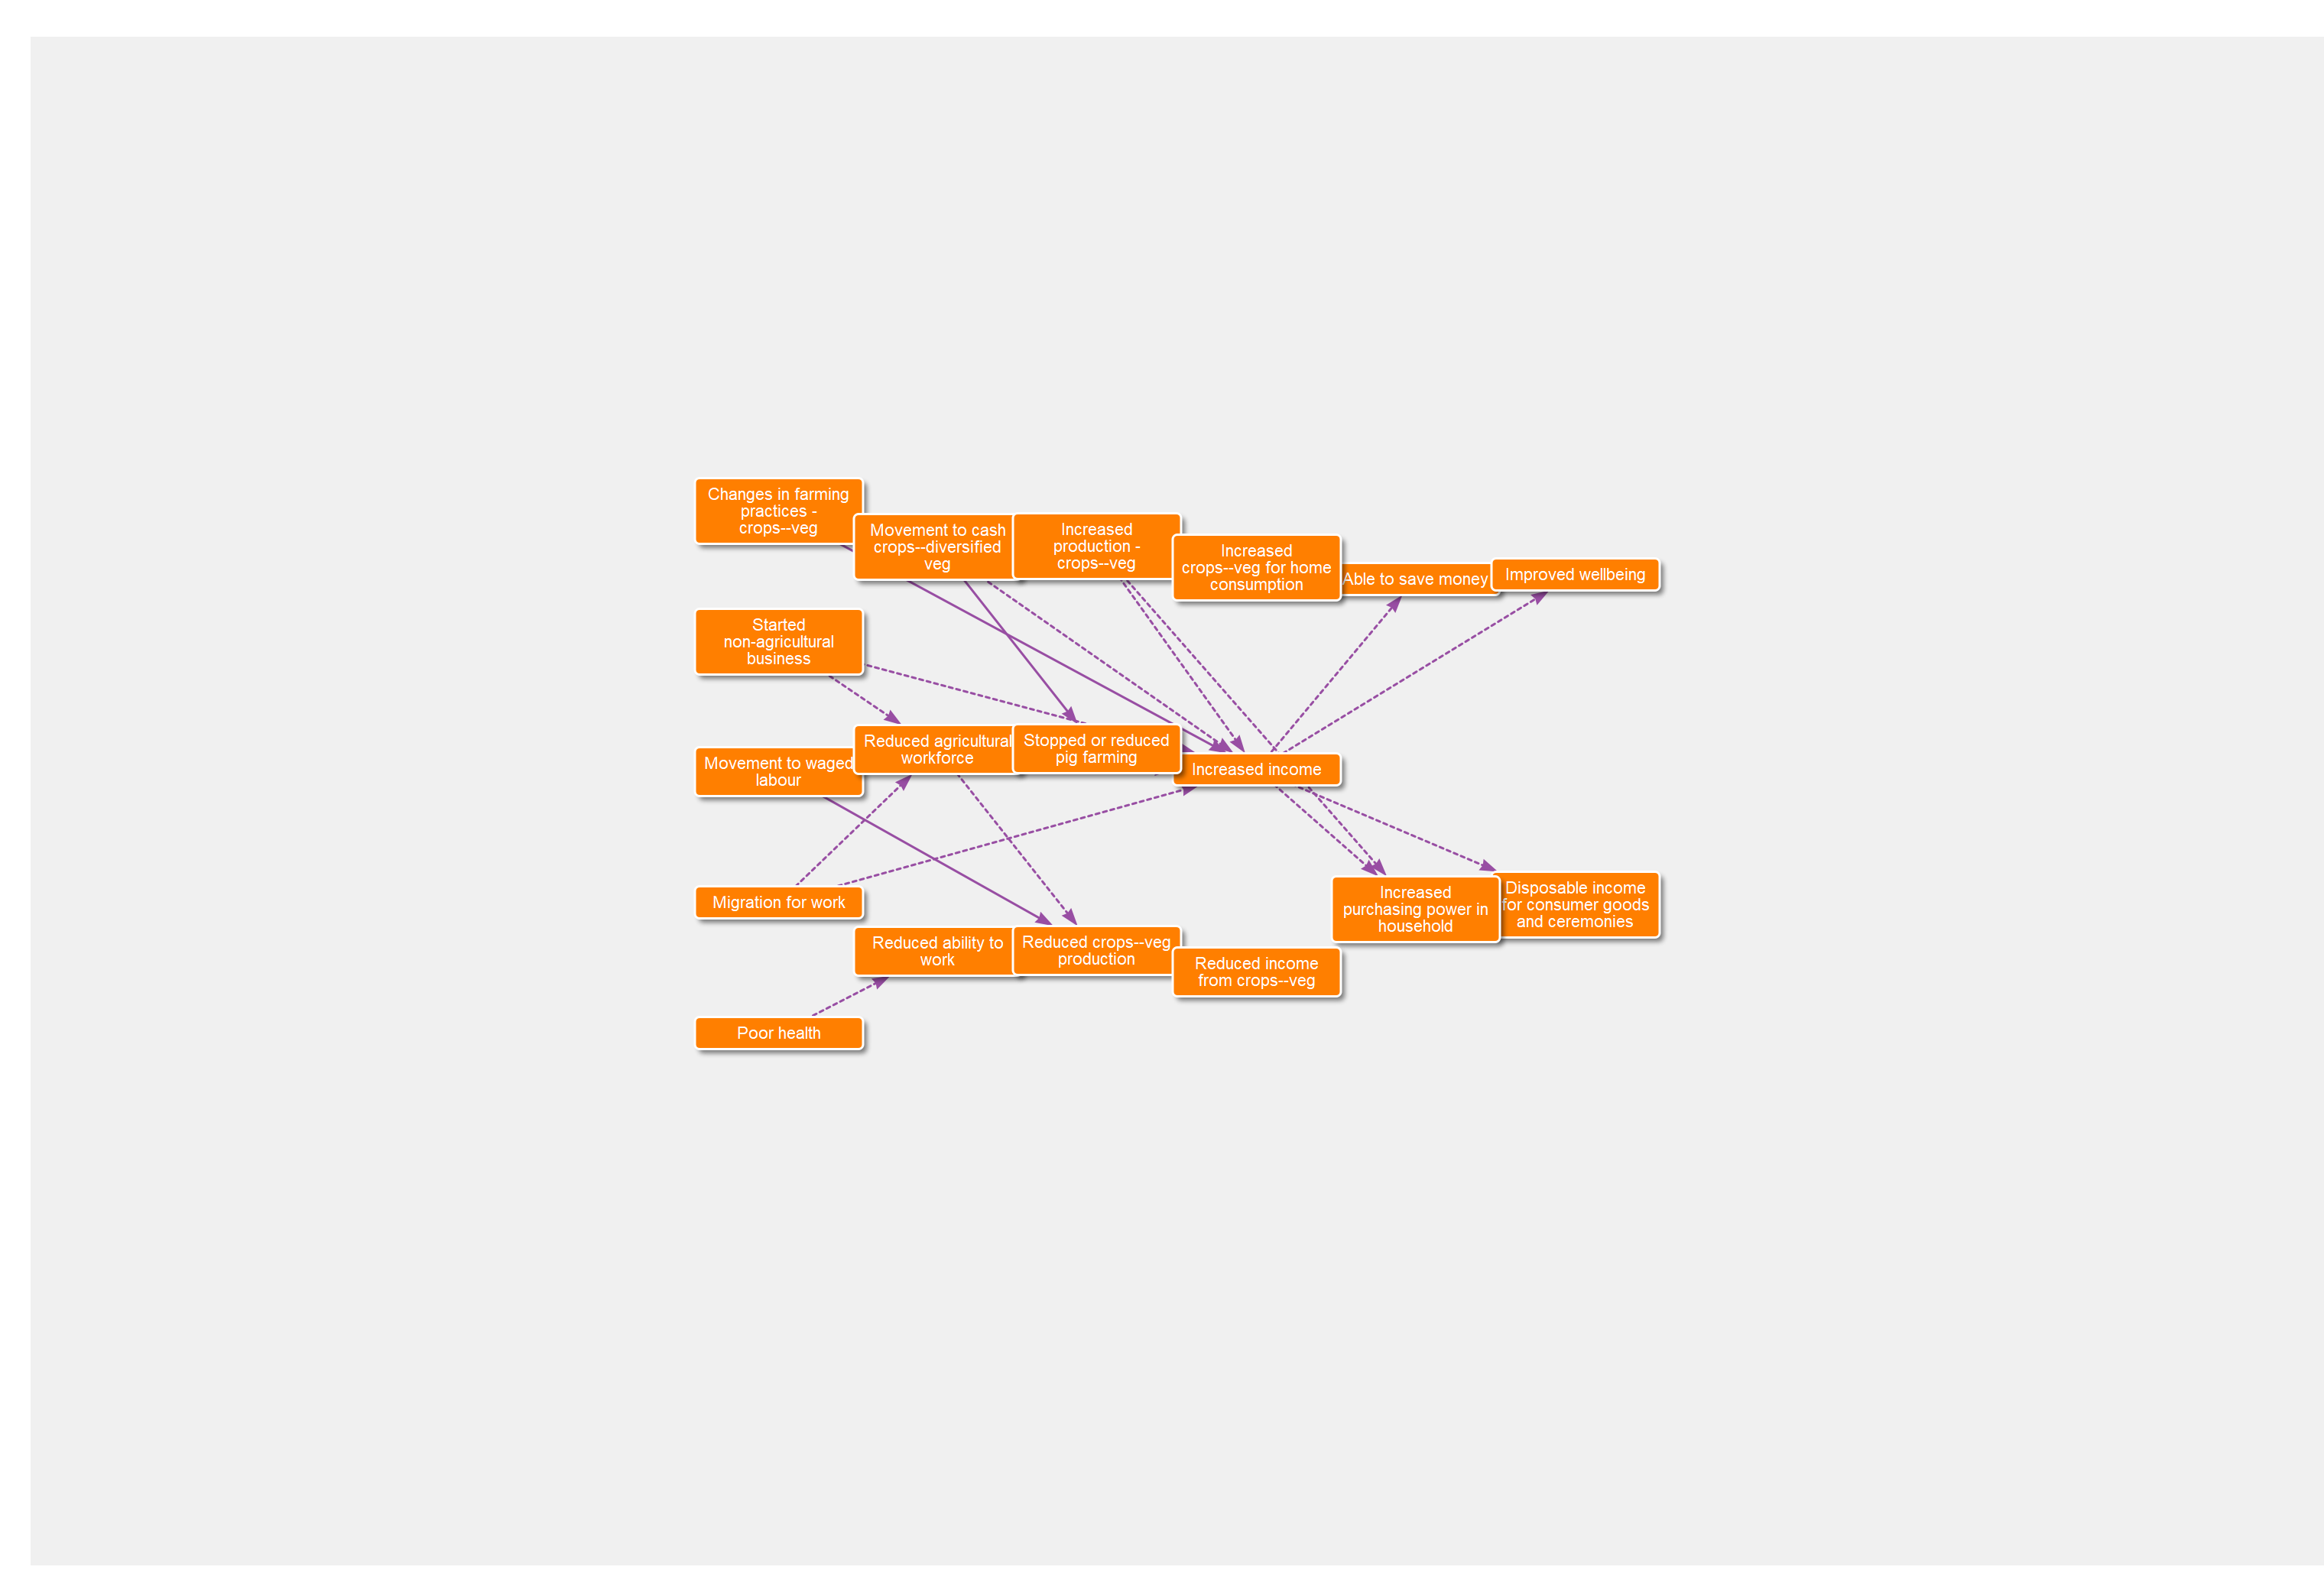 Changes in farming
practices -
crops--veg
Movement to cash
crops--diversified
veg
Increased
production -
crops--veg
Increased
crops--veg for home
consumption
Able to save money
Improved wellbeing
Started
non-agricultural
business
Movement to waged
labour
Reduced agricultural
workforce
Stopped or reduced
pig farming
Increased income
Migration for work
Reduced ability to
work
Reduced crops--veg
production
Reduced income
from crops--veg
Increased
purchasing power in
household
Disposable income
for consumer goods
and ceremonies
Poor health